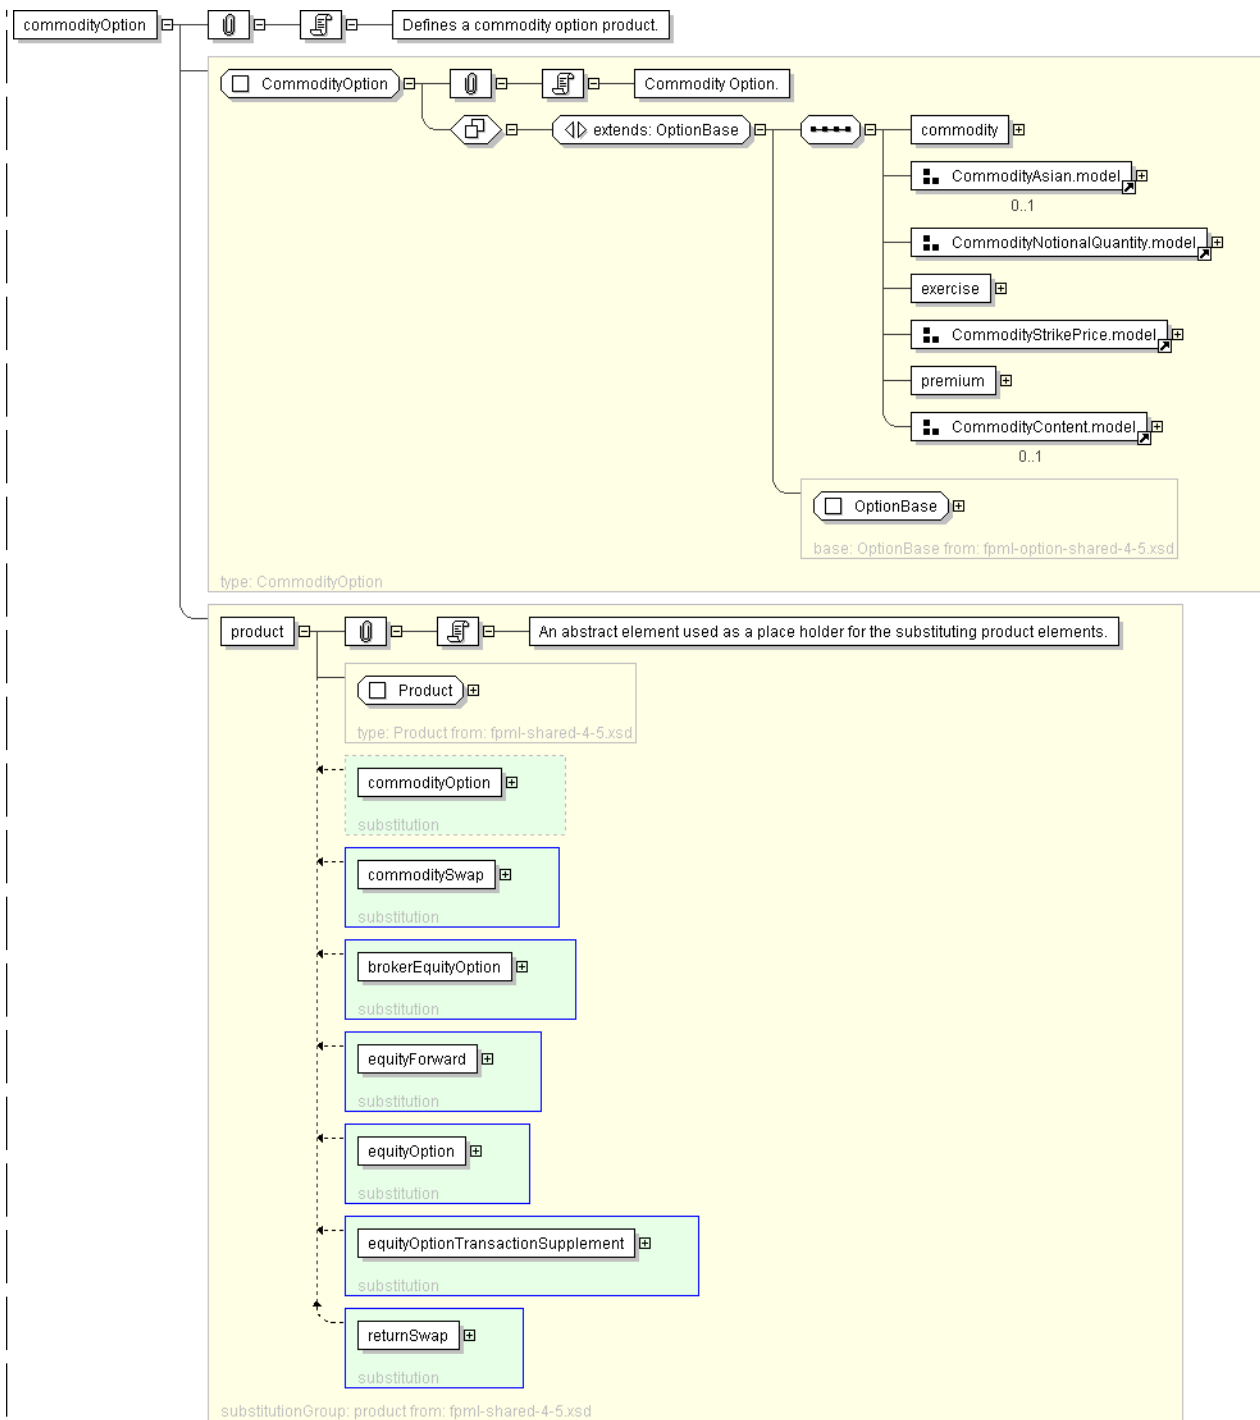 commodityOption
Defines a commodity option product.
CommodityOption
Commodity Option.
extends: OptionBase
commodity
CommodityAsian.model
0..1
CommodityNotionalQuantity.model
exercise
CommodityStrikePrice.model
premium
CommodityContent.model
0..1
OptionBase
base: OptionBase from: fpml-option-shared-4-5.xsd
type: CommodityOption
product
An abstract element used as a place holder for the substituting product elements.
Product
type: Product from: fpml-shared-4-5.xsd
commodityOption
substitution
commoditySwap
substitution
brokerEquityOption
substitution
equityForward
substitution
equityOption
substitution
equityOptionTransactionSupplement
substitution
returnSwap
substitution
substitutionGroup: product from: fpml-shared-4-5.xsd